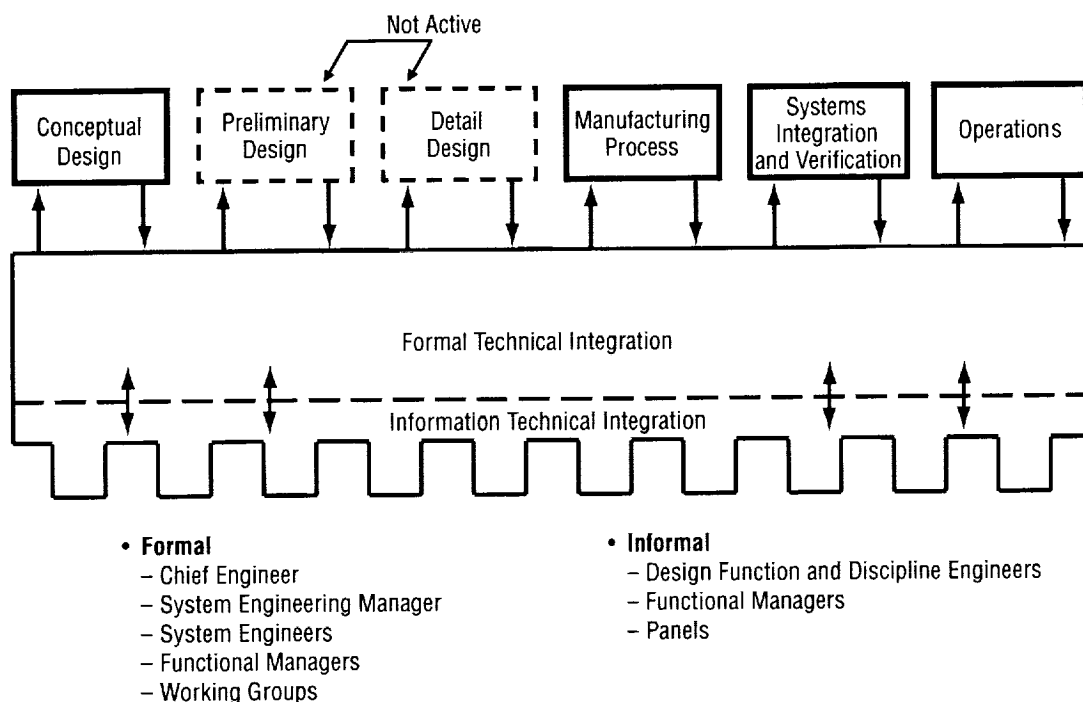 Not Active
Conceptual
Design
Preliminary
Design
Detail
Design
Manufacturing
Process
Systems
Integration
and Verification
Operations
Formal Technical Integration
Information Technical Integration
• Formal
– Chief Engineer
– System Engineering Manager
– System Engineers
– Functional Managers
– Working Groups
• Informal
– Design Function and Discipline Engineers
– Functional Managers
– Panels